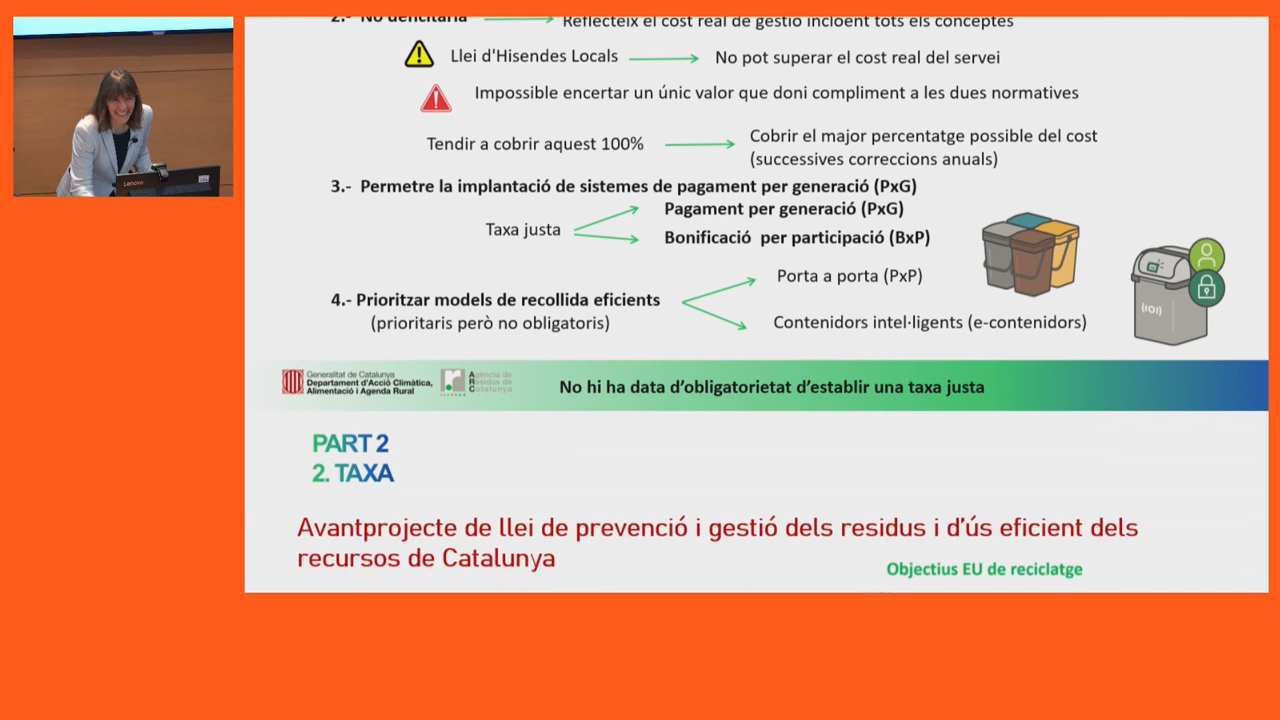 2.- No deficitària
Reflecteix el cost real de gestió incloent tots els conceptes
Llei d'Hisendes Locals
No pot superar el cost real del servei
Impossible encertar un únic valor que doni compliment a les dues normatives
Tendir a cobrir aquest 100%
Cobrir el major percentatge possible del cost
(successives correccions anuals)
3.- Permetre la implantació de sistemes de pagament per generació (PxG)
Taxa justa
Pagament per generació (PxG)
Bonificació per participació (BxP)
4.- Prioritzar models de recollida eficients
(prioritaris però no obligatoris)
Porta a porta (PxP)
Contenidors intel·ligents (e-contenidors)
Generalitat de Catalunya
Departament d'Acció Climàtica,
Alimentació i Agenda Rural
Agència de
Residus de
Catalunya
No hi ha data d'obligatorietat d'establir una taxa justa
PART 2
2. TAXA
Avantprojecte de llei de prevenció i gestió dels residus i d'ús eficient dels
recursos de Catalunya
Objectius EU de reciclatge
Lenovo